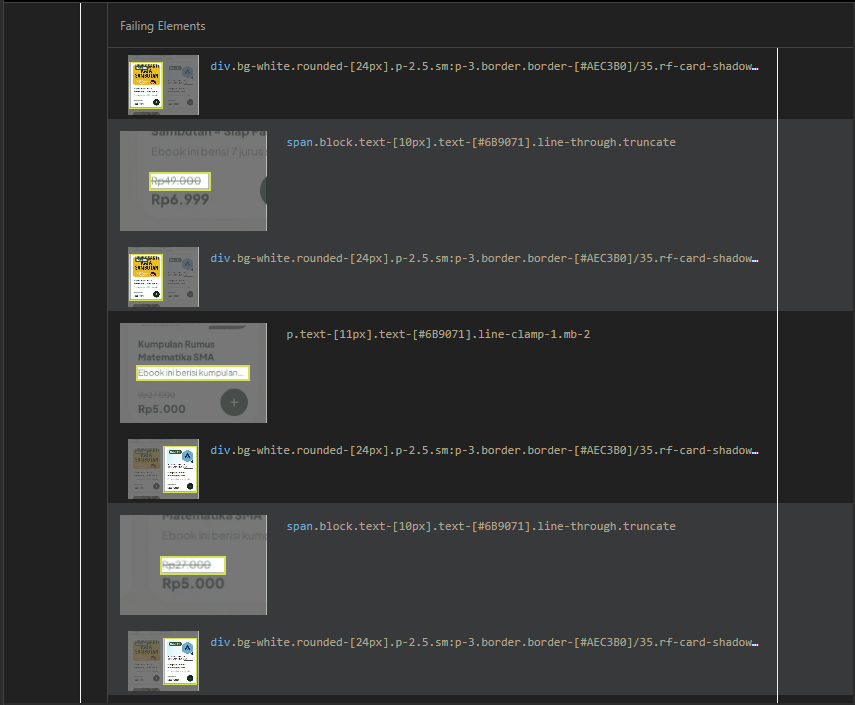 Failing Elements
div.bg-white.rounded-[24px].p-2.5.sm:p-3.border.border-[#AEC3B0]/35.rf-card-shadow…
Sambutan – Siap Pa
Ebook ini berisi 7 jurus s
Rp49.000
Rp6.999
span.block.text-[10px].text-[#6B9071].line-through.truncate
div.bg-white.rounded-[24px].p-2.5.sm:p-3.border.border-[#AEC3B0]/35.rf-card-shadow…
Kumpulan Rumus
Matematika SMA
Ebook ini berisi kumpulan...
Rp27.000
Rp5.000
+
p.text-[11px].text-[#6B9071].line-clamp-1.mb-2
div.bg-white.rounded-[24px].p-2.5.sm:p-3.border.border-[#AEC3B0]/35.rf-card-shadow…
Matematika SMA
Ebook ini berisi kump
Rp27.000
Rp5.000
span.block.text-[10px].text-[#6B9071].line-through.truncate
div.bg-white.rounded-[24px].p-2.5.sm:p-3.border.border-[#AEC3B0]/35.rf-card-shadow…